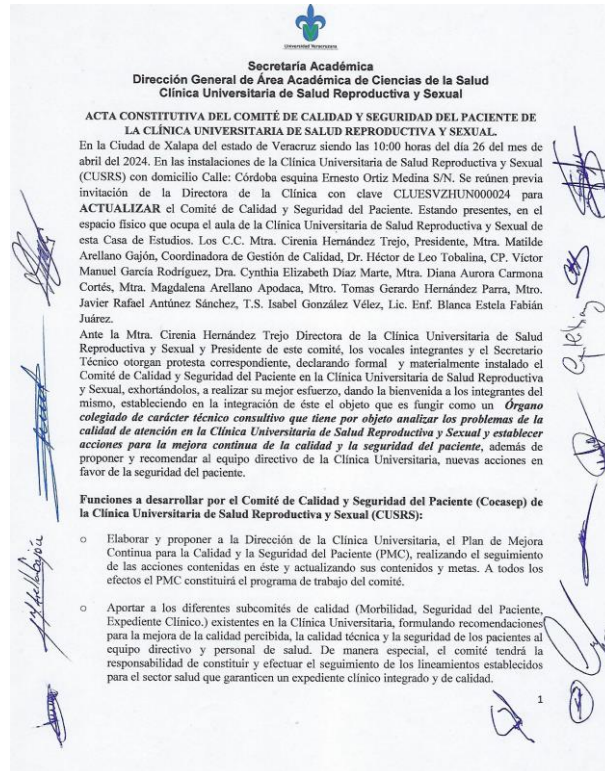 Universidad Veracruzana
Secretaría Académica
Dirección General de Área Académica de Ciencias de la Salud
Clínica Universitaria de Salud Reproductiva y Sexual
ACTA CONSTITUTIVA DEL COMITÉ DE CALIDAD Y SEGURIDAD DEL PACIENTE DE
LA CLÍNICA UNIVERSITARIA DE SALUD REPRODUCTIVA Y SEXUAL.
En la Ciudad de Xalapa del estado de Veracruz siendo las 10:00 horas del día 26 del mes de
abril del 2024. En las instalaciones de la Clínica Universitaria de Salud Reproductiva y Sexual
(CUSRS) con domicilio Calle: Córdoba esquina Ernesto Ortiz Medina S/N. Se reúnen previa
invitación de la Directora de la Clínica con clave CLUESVZHUN000024 para
ACTUALIZAR el Comité de Calidad y Seguridad del Paciente. Estando presentes, en el
espacio físico que ocupa el aula de la Clínica Universitaria de Salud Reproductiva y Sexual de
esta Casa de Estudios. Los C.C. Mtra. Cirenia Hernández Trejo, Presidente, Mtra. Matilde
Arellano Gajón, Coordinadora de Gestión de Calidad, Dr. Héctor de Leo Tobalina, CP. Víctor
Manuel García Rodríguez, Dra. Cynthia Elizabeth Díaz Marte, Mtra. Diana Aurora Carmona
Cortés, Mtra. Magdalena Arellano Apodaca, Mtro. Tomas Gerardo Hernández Parra, Mtro.
Javier Rafael Antúnez Sánchez, T.S. Isabel González Vélez, Lic. Enf. Blanca Estela Fabián
Juárez.
Ante la Mtra. Cirenia Hernández Trejo Directora de la Clínica Universitaria de Salud
Reproductiva y Sexual y Presidente de este comité, los vocales integrantes y el Secretario
Técnico otorgan protesta correspondiente, declarando formal y materialmente instalado el
Comité de Calidad y Seguridad del Paciente en la Clínica Universitaria de Salud Reproductiva
y Sexual, exhortándolos, a realizar su mejor esfuerzo, dando la bienvenida a los integrantes del
mismo, estableciendo en la integración de éste el objeto que es fungir como un Órgano
colegiado de carácter técnico consultivo que tiene por objeto analizar los problemas de la
calidad de atención en la Clínica Universitaria de Salud Reproductiva y Sexual y establecer
acciones para la mejora continua de la calidad y la seguridad del paciente, además de
proponer y recomendar al equipo directivo de la Clínica Universitaria, nuevas acciones en
favor de la seguridad del paciente.
Funciones a desarrollar por el Comité de Calidad y Seguridad del Paciente (Cocasep) de
la Clínica Universitaria de Salud Reproductiva y Sexual (CUSRS):
o Elaborar y proponer a la Dirección de la Clínica Universitaria, el Plan de Mejora
Continua para la Calidad y la Seguridad del Paciente (PMC), realizando el seguimiento
de las acciones contenidas en éste y actualizando sus contenidos y metas. A todos los
efectos el PMC constituirá el programa de trabajo del comité.
o Aportar a los diferentes subcomités de calidad (Morbilidad, Seguridad del Paciente,
Expediente Clínico.) existentes en la Clínica Universitaria, formulando recomendaciones
para la mejora de la calidad percibida, la calidad técnica y la seguridad de los pacientes al
equipo directivo y personal de salud. De manera especial, el comité tendrá la
responsabilidad de constituir y efectuar el seguimiento de los lineamientos establecidos
para el sector salud que garanticen un expediente clínico integrado y de calidad.
1